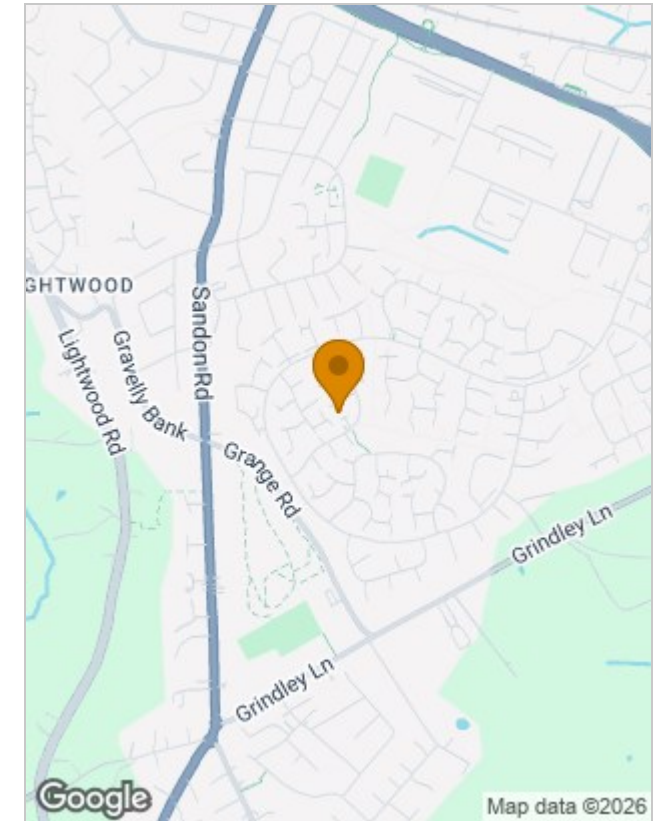 GHTWOOD
Sandon Rd
Lightwood Rd
Gravelly Bank
Grange Rd
Grindley Ln
Grindley Ln
Google
Map data ©2026